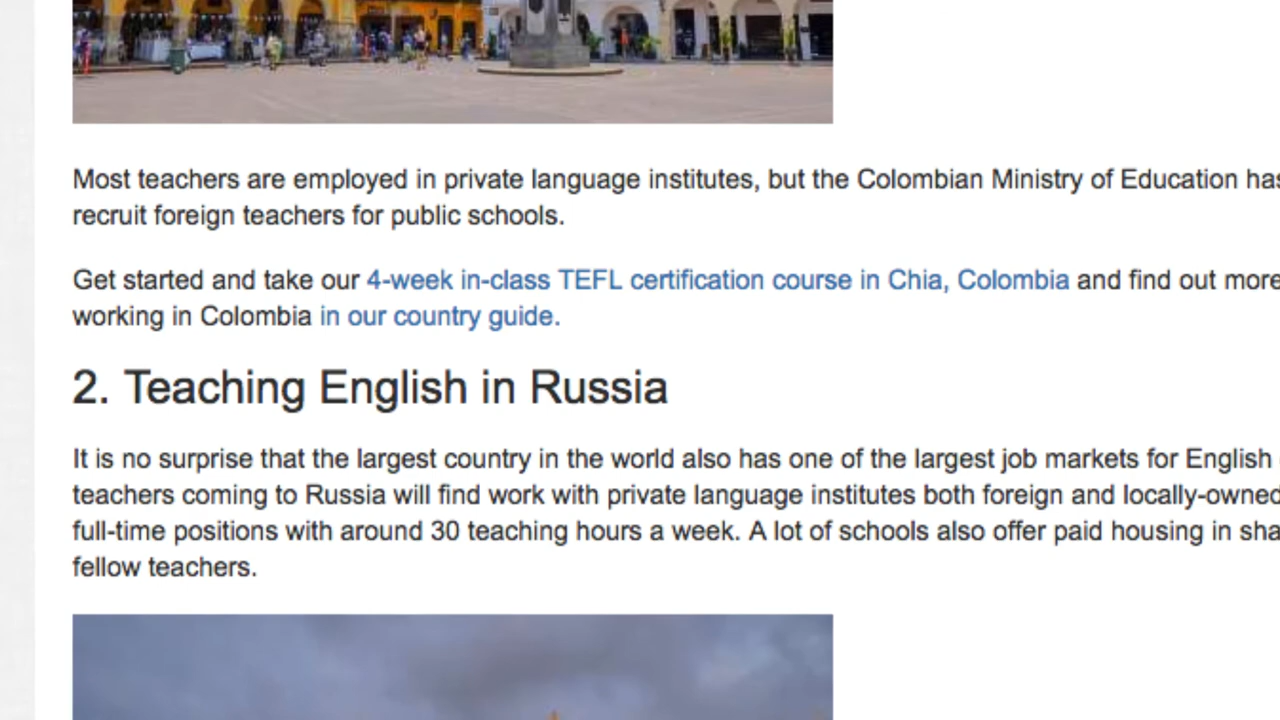 Most teachers are employed in private language institutes, but the Colombian Ministry of Education has
recruit foreign teachers for public schools.
Get started and take our 4-week in-class TEFL certification course in Chia, Colombia and find out more
working in Colombia in our country guide.
2. Teaching English in Russia
It is no surprise that the largest country in the world also has one of the largest job markets for English
teachers coming to Russia will find work with private language institutes both foreign and locally-owned
full-time positions with around 30 teaching hours a week. A lot of schools also offer paid housing in sha
fellow teachers.